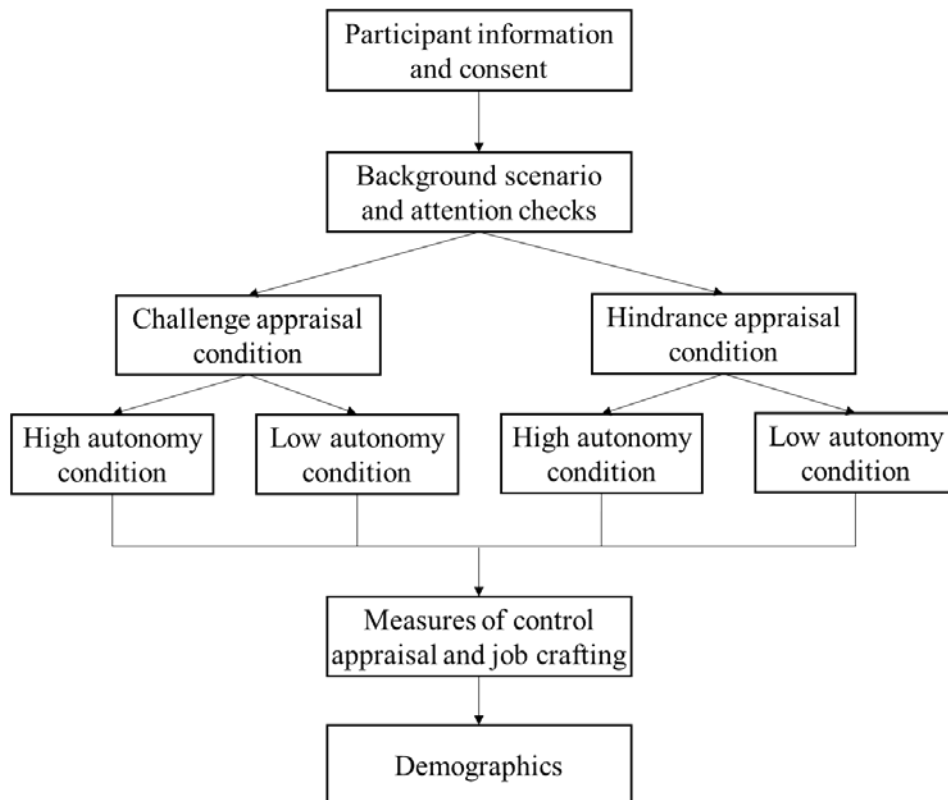 Participant information
and consent
Background scenario
and attention checks
Challenge appraisal
condition
Hindrance appraisal
condition
High autonomy
condition
Low autonomy
condition
High autonomy
condition
Low autonomy
condition
Measures of control
appraisal and job crafting
Demographics